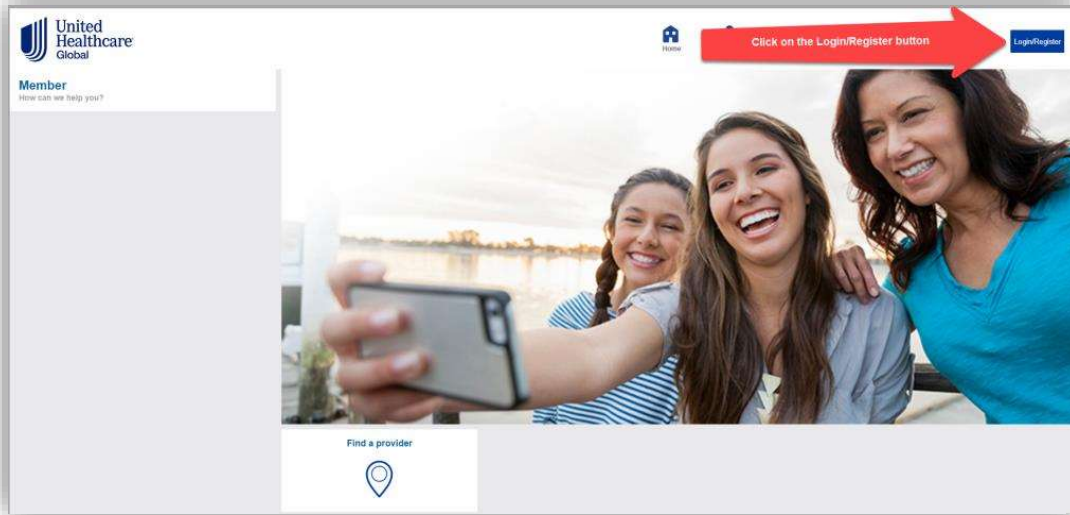 United
Healthcare
Global
Home
Click on the Login/Register button
Login/Register
Member
How can we help you?
Find a provider